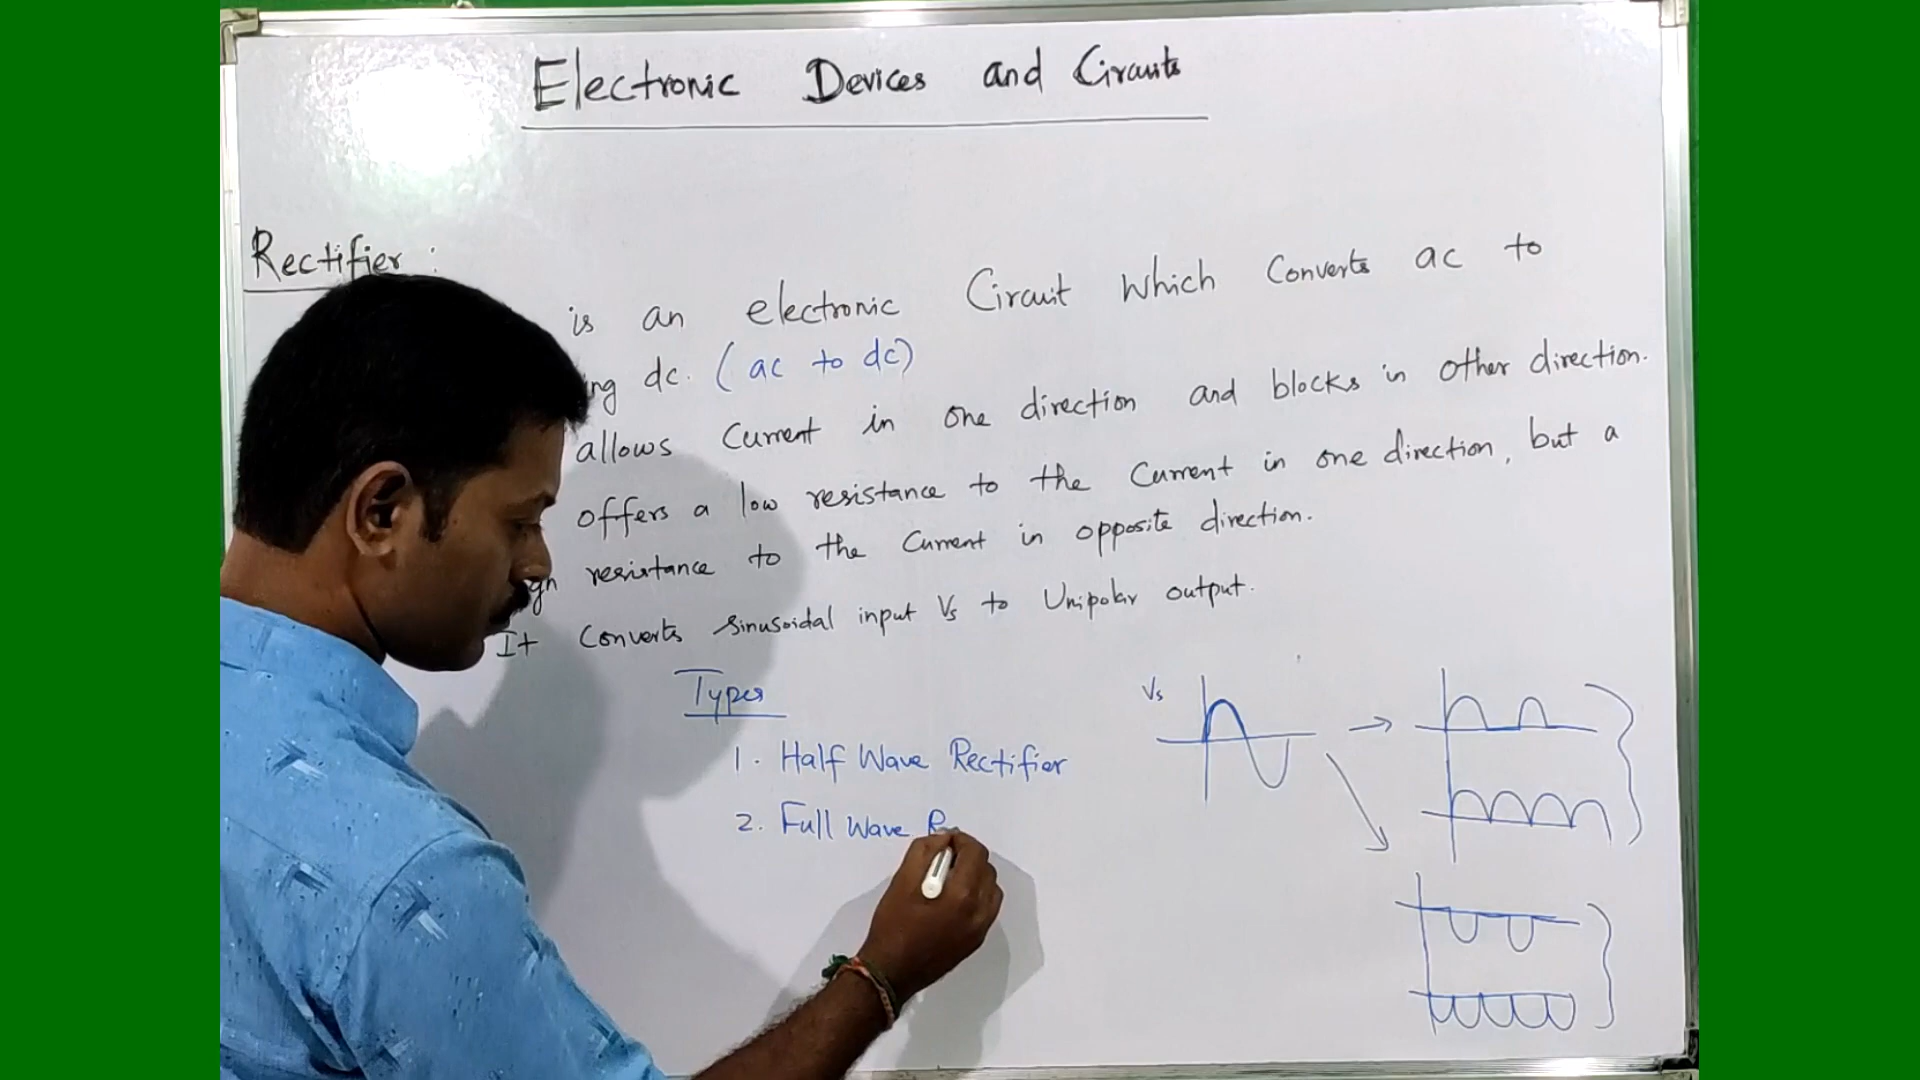 Electronic Devices and Circuits
Rectifier :
is an electronic Circuit Which Converts ac to
ng dc. (ac to dc)
allows Current in one direction and blocks in other direction.
offers a low resistance to the Current in one direction, but a
gh resistance to the Current in opposite direction.
It Converts sinusoidal input Vs to Unipolar output.
Types
1. Half Wave Rectifier
2. Full Wave R
Vs